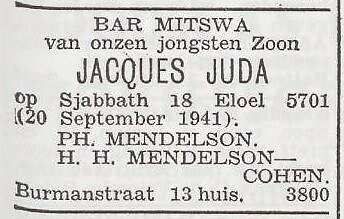 BAR MITSWA
van onzen jongsten Zoon
JACQUES JUDA
op Sjabbath 18 Eloel 5701
(20 September 1941).
PH. MENDELSON.
H. H. MENDELSON—
COHEN.
Burmanstraat 13 huis. 3800